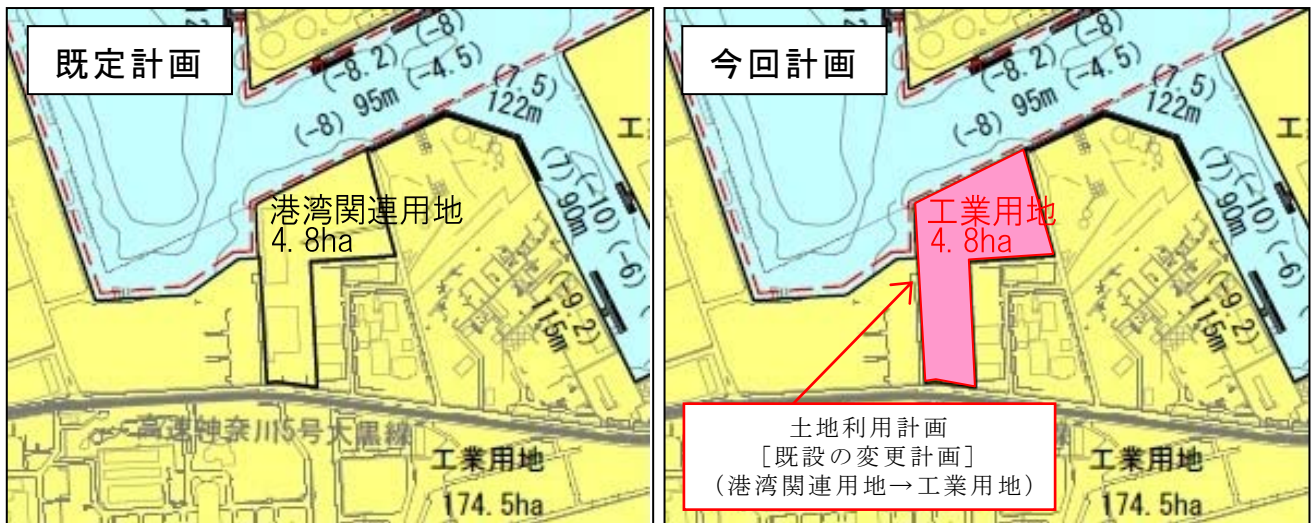 既定計画
(-8)
(-8.2)
(-4.5)
(-8)
95m
(7.5)
122m
工
(7)
90m
(-10)
(-6)
(-9.2)
115m
港湾関連用地
4.8ha
高速神奈川5号大黒線
工業用地
174.5ha
今回計画
(-8)
(-8.2)
(-4.5)
(-8)
95m
(7.5)
122m
工
(7)
90m
(-10)
(-6)
(-9.2)
115m
工業用地
4.8ha
土地利用計画
[既設の変更計画]
(港湾関連用地→工業用地)
工業用地
174.5ha